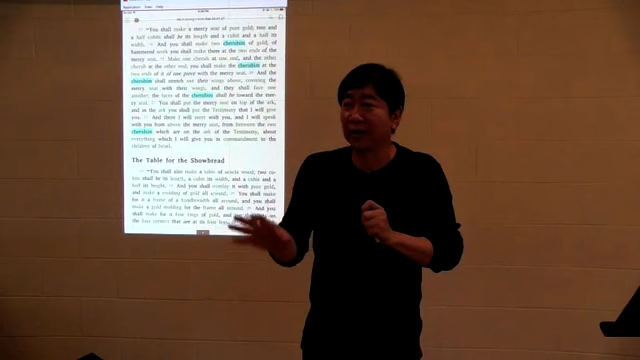 "You shall make a mercy seat of pure gold; two and
a half cubits shall be its length and a cubit and a half its
width. And you shall make two cherubim of gold; of
hammered work you shall make them at the two ends of the
mercy seat. Make one cherub at one end, and the other
cherub at the other end; you shall make the cherubim at the
two ends of it of one piece with the mercy seat. And the
cherubim shall stretch out their wings above, covering the
mercy seat with their wings, and they shall face one
another; the faces of the cherubim shall be toward the mer-
cy seat. You shall put the mercy seat on top of the ark,
and in the ark you shall put the Testimony that I will give
you. And there I will meet with you, and I will speak
with you from above the mercy seat, from between the two
cherubim which are on the ark of the Testimony, about
everything which I will give you in commandment to the
children of Israel.
The Table for the Showbread
"You shall also make a table of acacia wood; two cu-
bits shall be its length, a cubit its width, and a cubit and a
half its height. And you shall overlay it with pure gold,
and make a molding of gold all around. You shall make
for it a frame of a handbreadth all around, and you shall
make a gold molding for the frame all around. And you
shall make for it four rings of gold, and put the rings on
the four corners that are at its four legs.